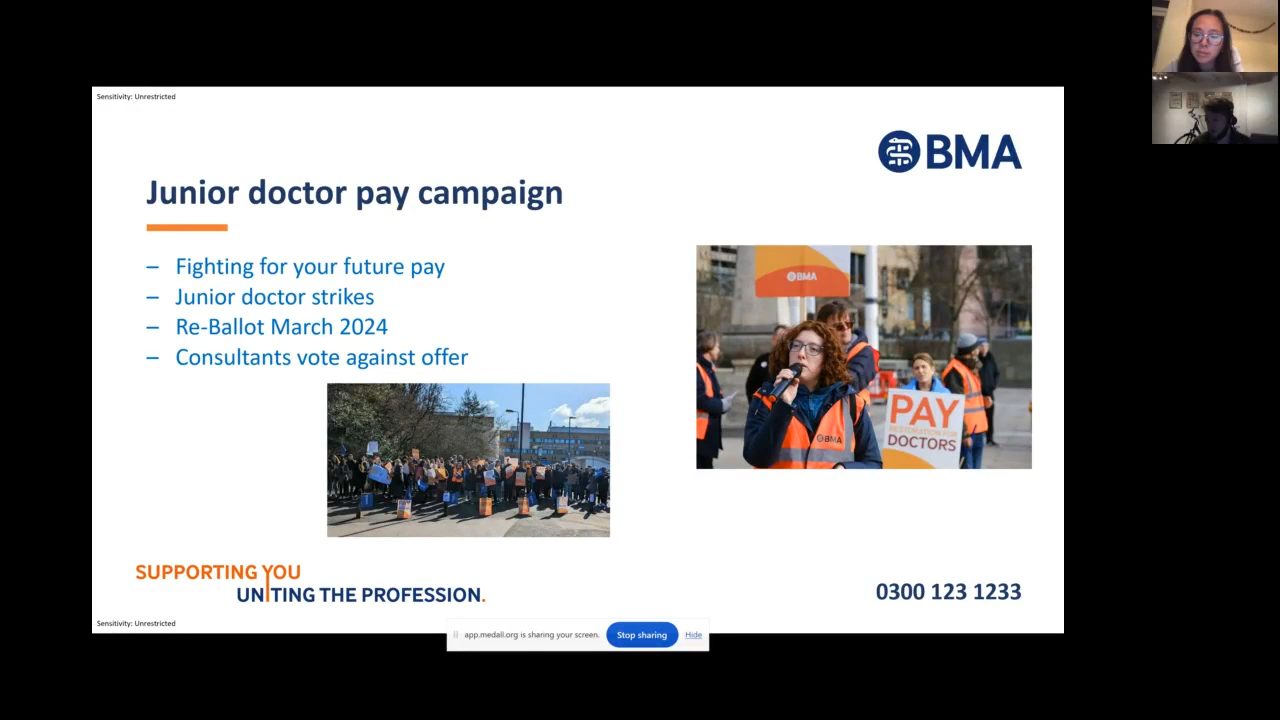 Sensitivity: Unrestricted
BMA
Junior doctor pay campaign
– Fighting for your future pay
– Junior doctor strikes
– Re-Ballot March 2024
– Consultants vote against offer
BMA
BMA
PAY
RESTORATION FOR
DOCTORS
SUPPORTING YOU
UNITING THE PROFESSION.
0300 123 1233
Sensitivity: Unrestricted
app.medall.org is sharing your screen.
Stop sharing
Hide